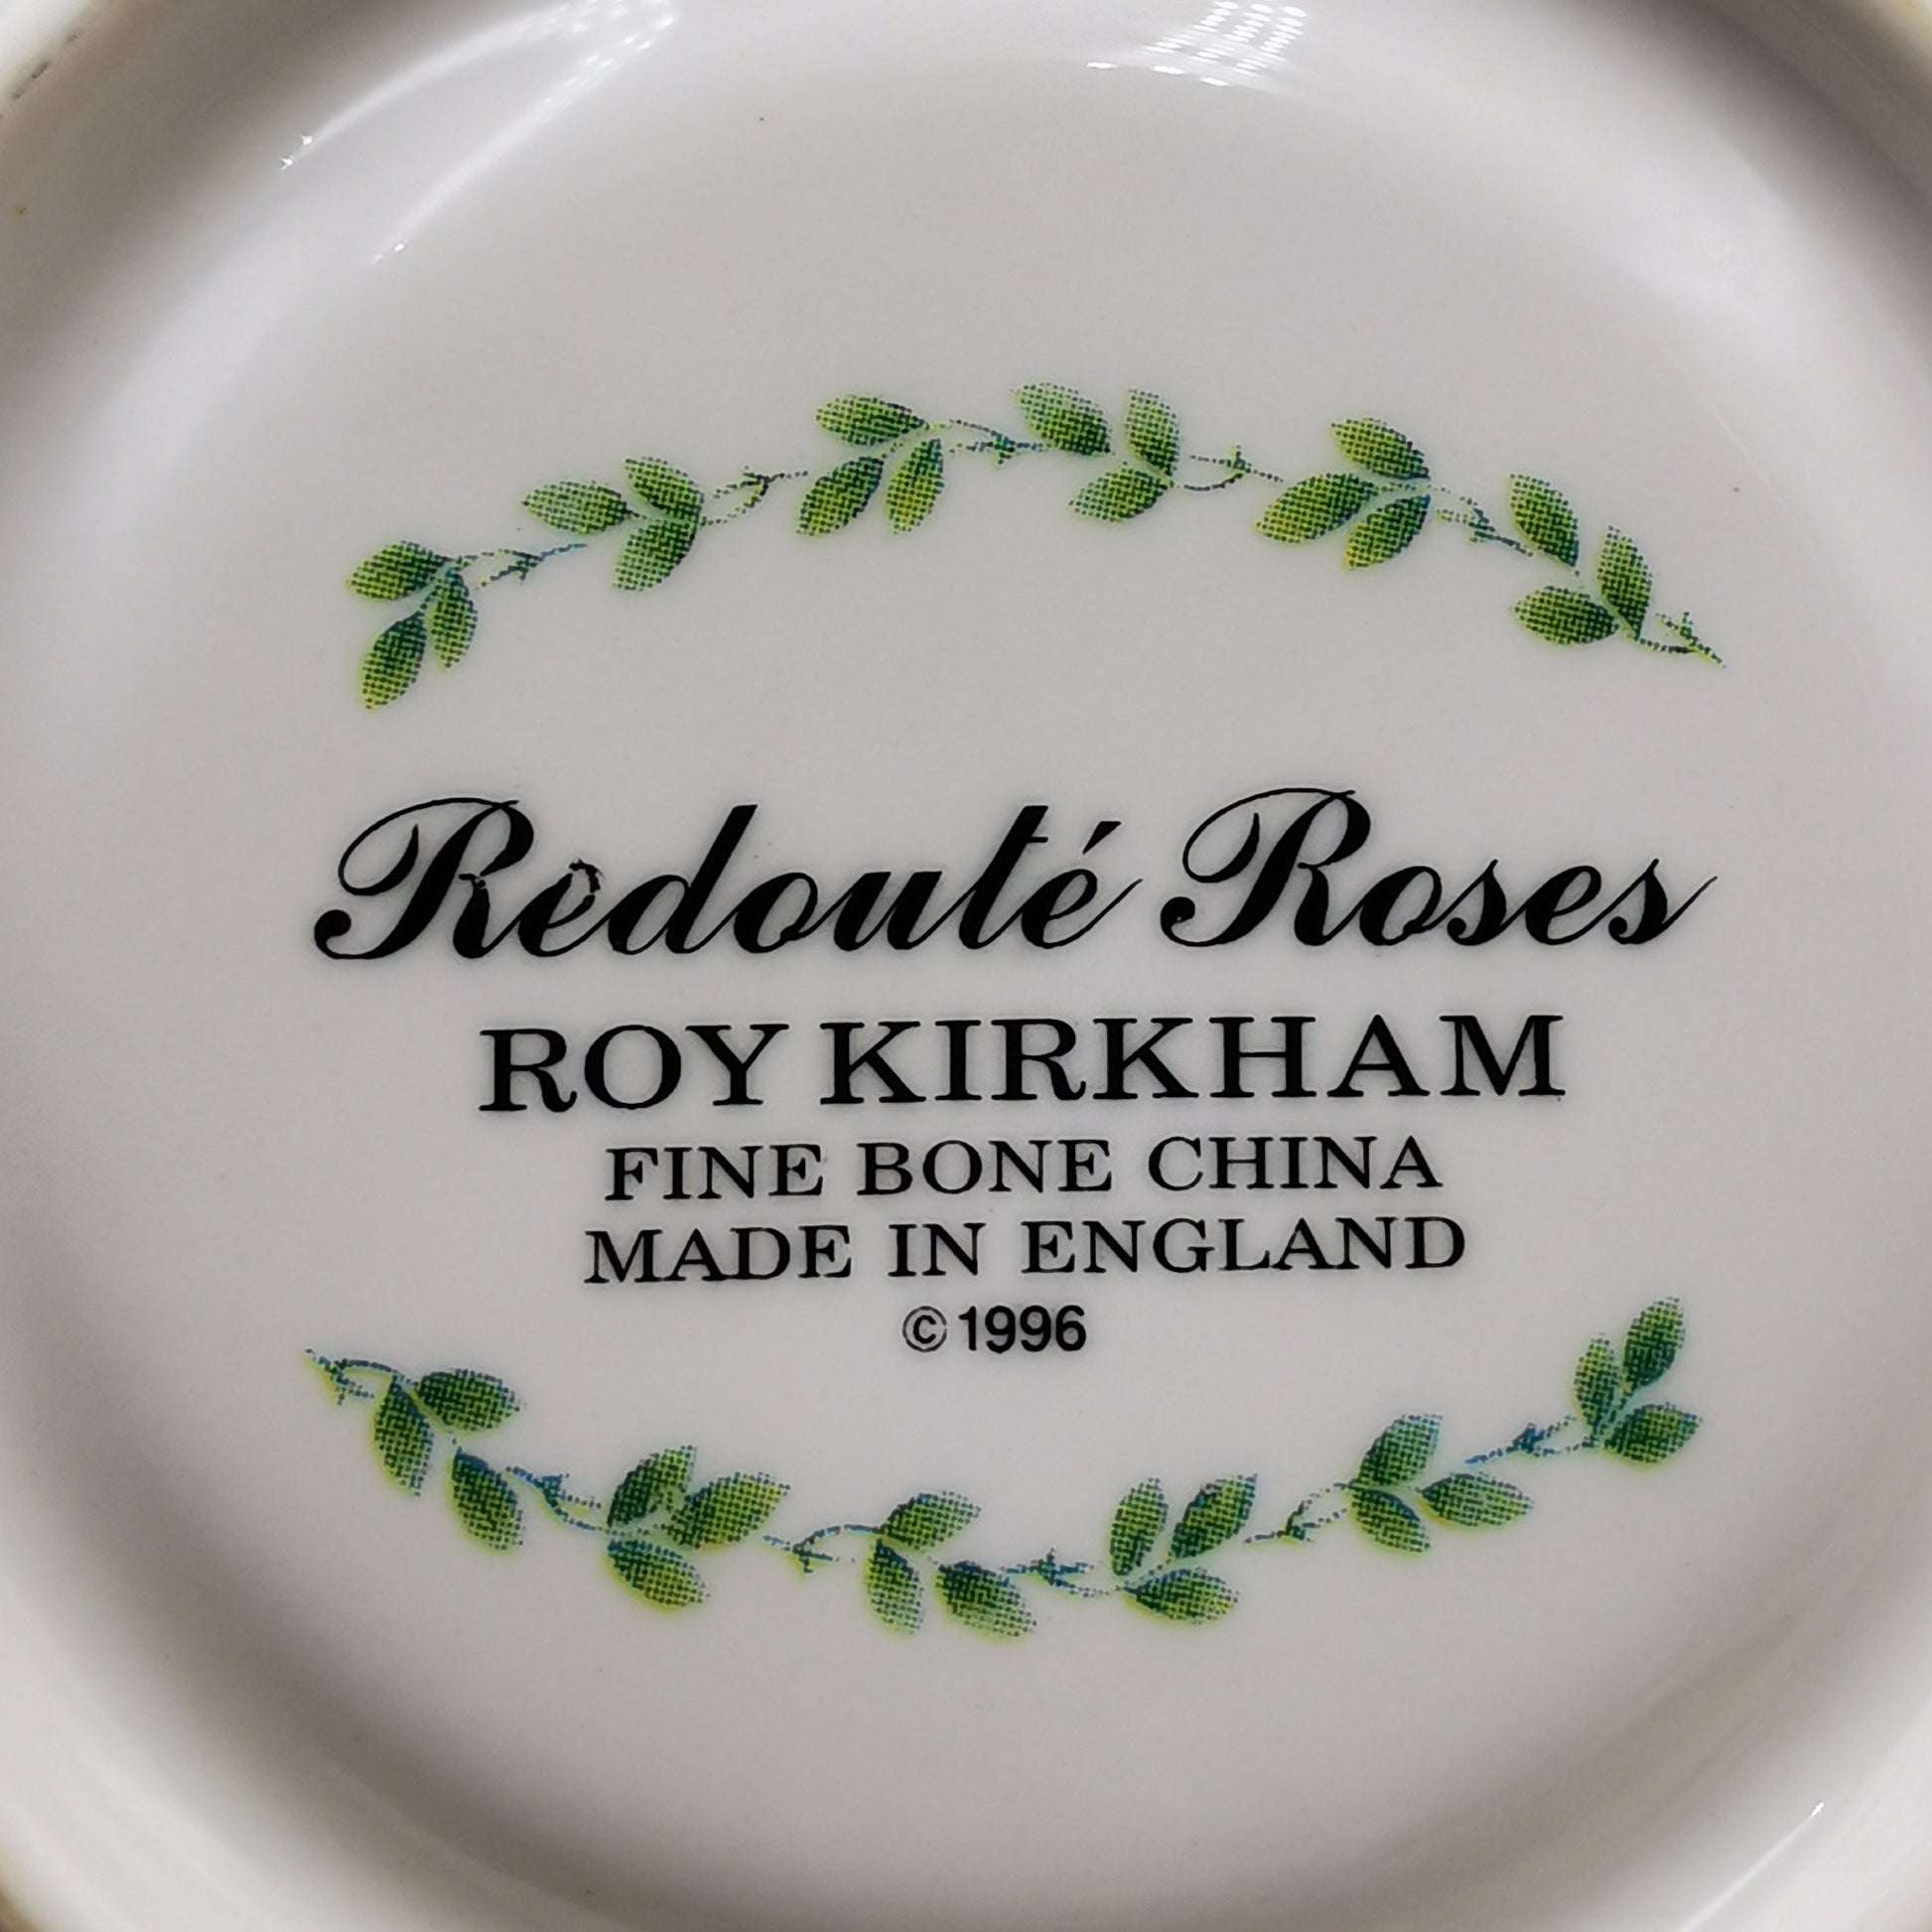 Redouté Roses
ROY KIRKHAM
FINE BONE CHINA
MADE IN ENGLAND
©1996